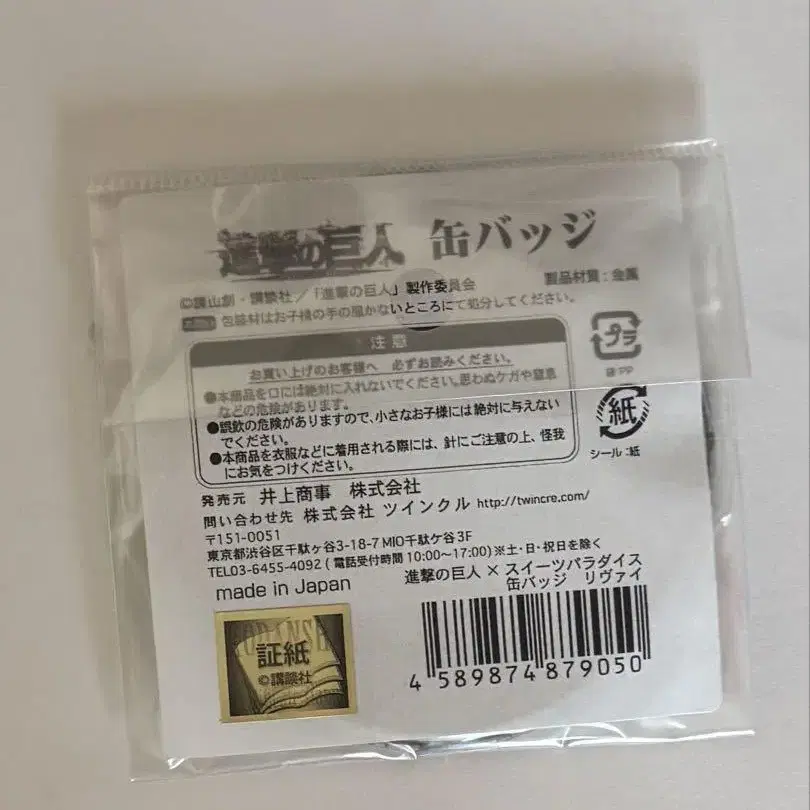 進撃の巨人 缶バッジ
©諫山創・講談社／「進撃の巨人」製作委員会
製品材質：金属
包装材はお子様の手の届かないところにて処分してください。
注意
お買い上げのお客様へ 必ずお読みください。
●本商品を口には絶対に入れないでください。思わぬケガや窒息
などの危険があります。
●誤飲の危険がありますので、小さなお子様には絶対に与えない
でください。
●本商品を衣服などに着用される際には、針にご注意の上、怪我
にお気をつけください。
プラ
袋:PP
紙
シール:紙
発売元 井上商事 株式会社
問い合わせ先 株式会社 ツインクル http://twincre.com/
〒151-0051
東京都渋谷区千駄ヶ谷3-18-7 MIO千駄ケ谷3F
TEL03-6455-4092 ( 電話受付時間 10:00〜17:00) ※土・日・祝日を除く
made in Japan
進撃の巨人 × スイーツパラダイス
缶バッジ リヴァイ
証紙
©講談社
4 589874 879050